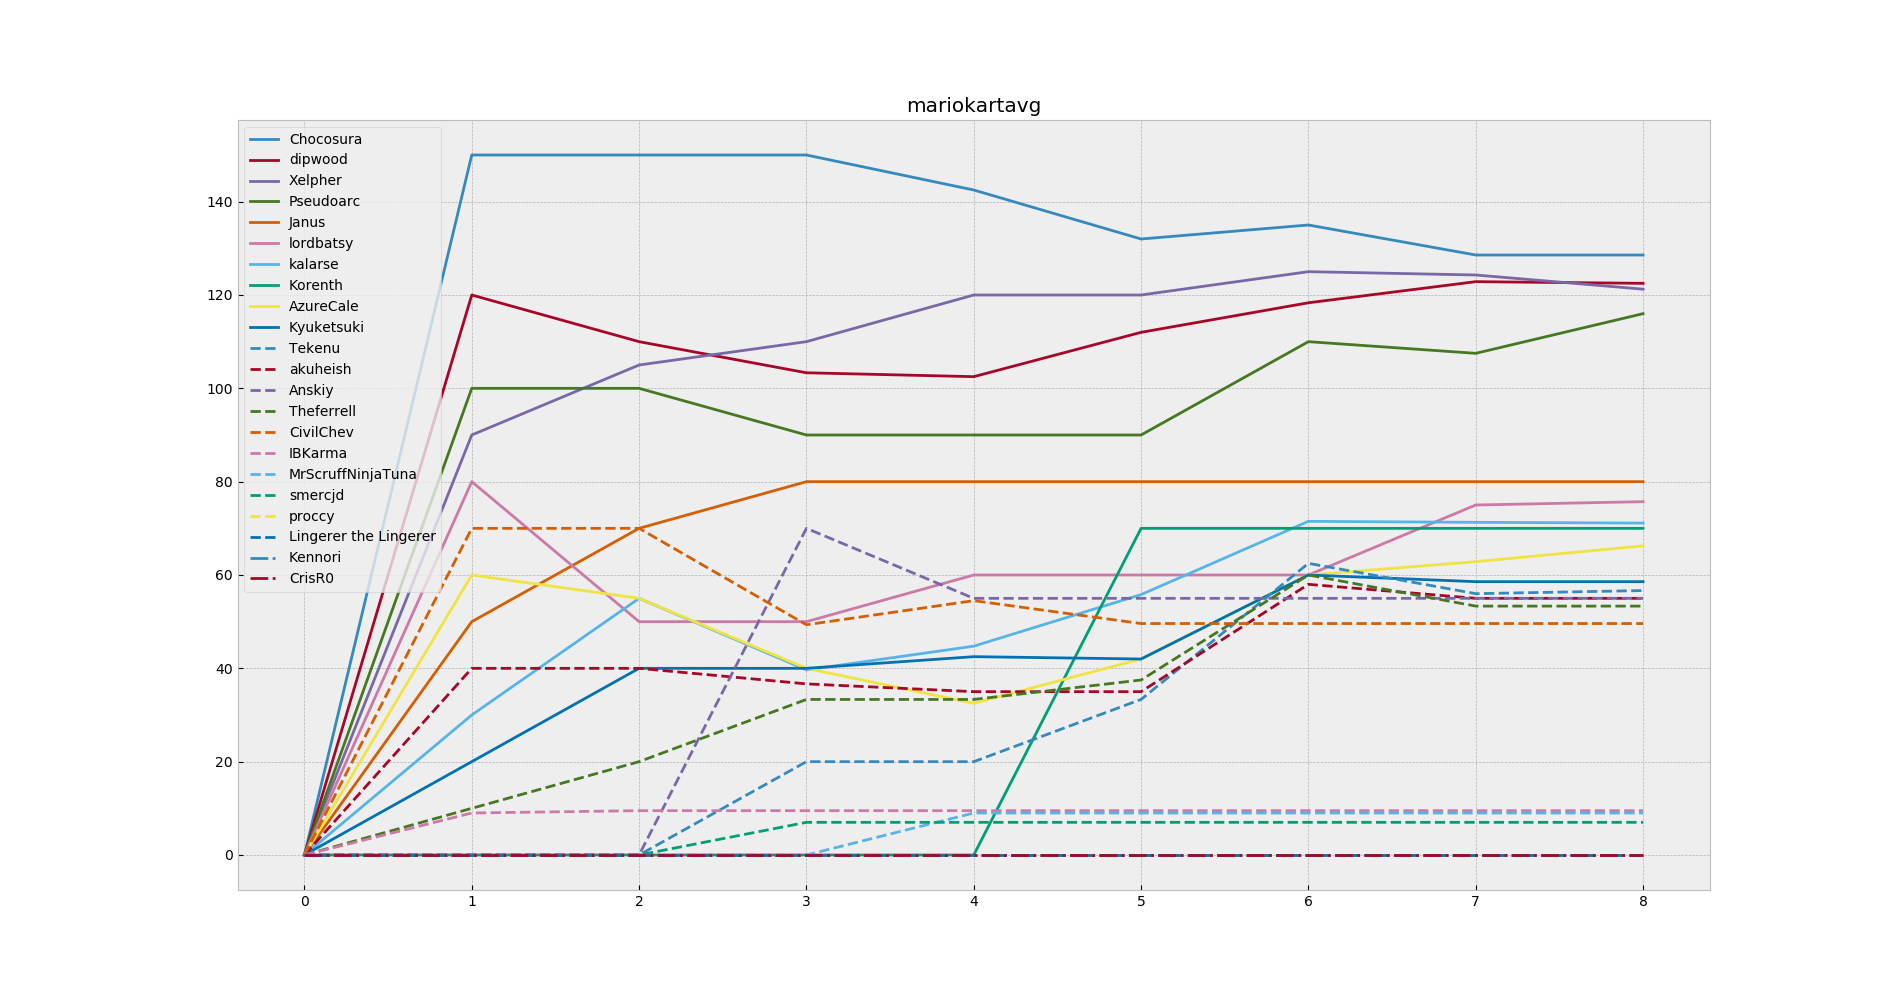 mariokartavg
Chocosura
dipwood
Xelpher
Pseudoarc
Janus
lordbatsy
kalarse
Korenth
AzureCale
Kyuketsuki
Tekenu
akuheish
Anskiy
Theferrell
CivilChev
IBKarma
MrScruffNinjaTuna
smercjd
proccy
Lingerer the Lingerer
Kennori
CrisR0
140
120
100
80
60
40
20
0
0 1 2 3 4 5 6 7 8